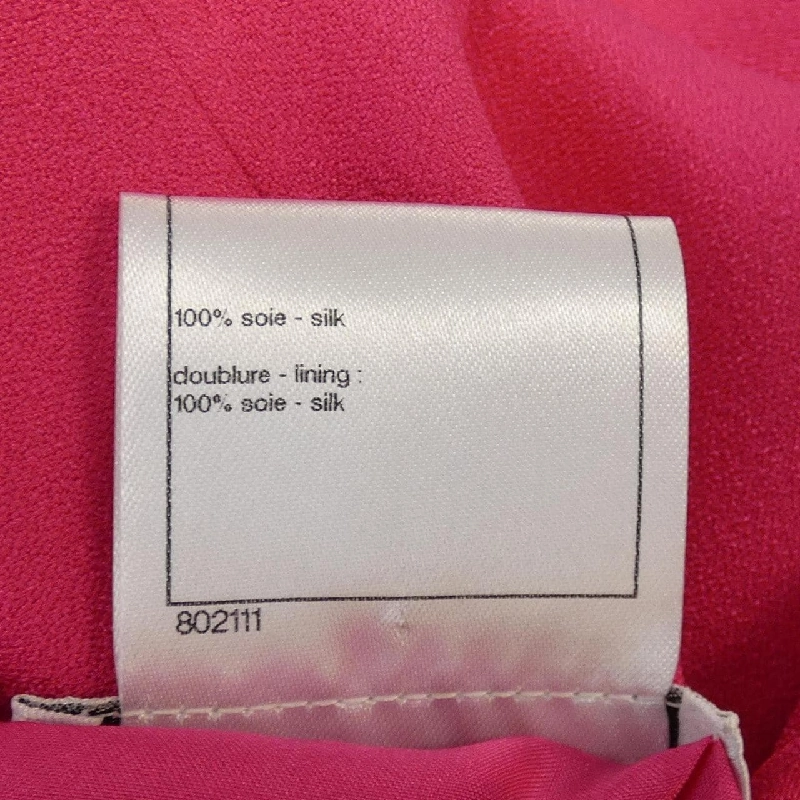 100% soie - silk
doublure - lining :
100% soie - silk
802111